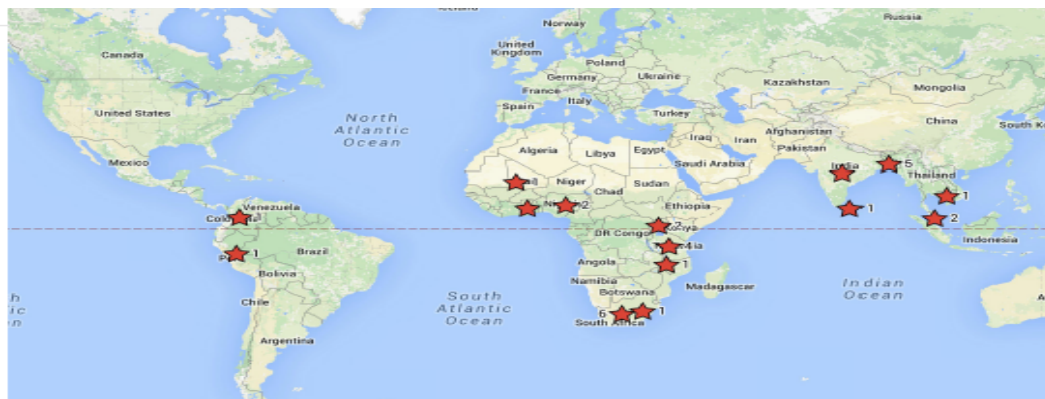 Russia
Norway
Canada
United
Kingdom
Poland
Germany
Ukraine
Kazakhstan
Mongolia
France
Italy
Spain
Turkey
United States
North
Atlantic
Ocean
China
South Ko
Afghanistan
Iraq
Iran
Pakistan
Algeria
Libya
Egypt
Saudi Arabia
Mexico
India
5
Thailand
Niger
Chad
Sudan
2
1
1
Venezuela
Ethiopia
2
DR Congo
Indonesia
1
Brazil
4
1
Angola
Bolivia
Namibia
Madagascar
Botswana
Indian
Ocean
Chile
South
Atlantic
Ocean
6
1
South Africa
Argentina